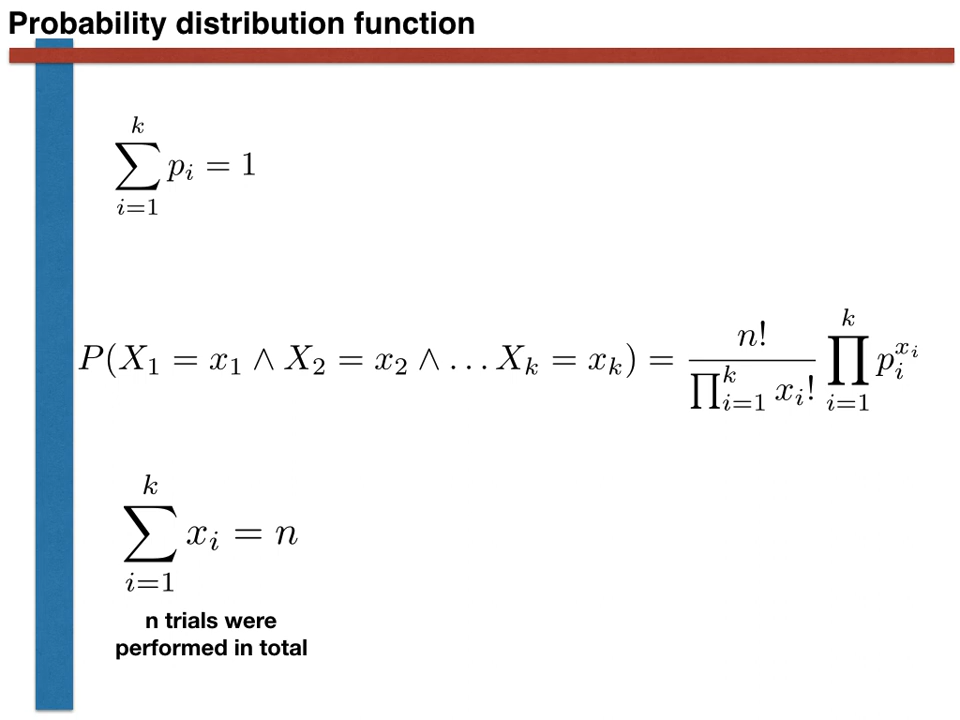 Probability distribution function
$\sum_{i=1}^{k} p_i = 1$
$P(X_1 = x_1 \wedge X_2 = x_2 \wedge \ldots X_k = x_k) = \frac{n!}{\prod_{i=1}^{k} x_i!} \prod_{i=1}^{k} p_i^{x_i}$
$\sum_{i=1}^{k} x_i = n$
n trials were
performed in total